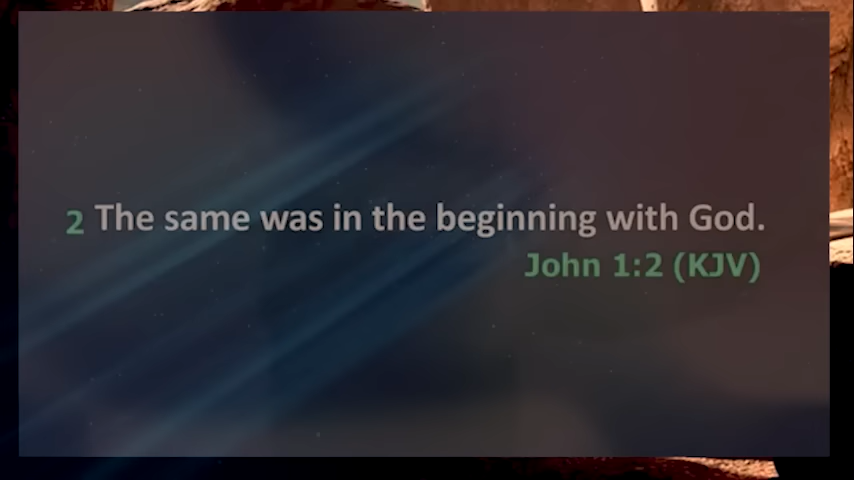 2 The same was in the beginning with God.
John 1:2 (KJV)